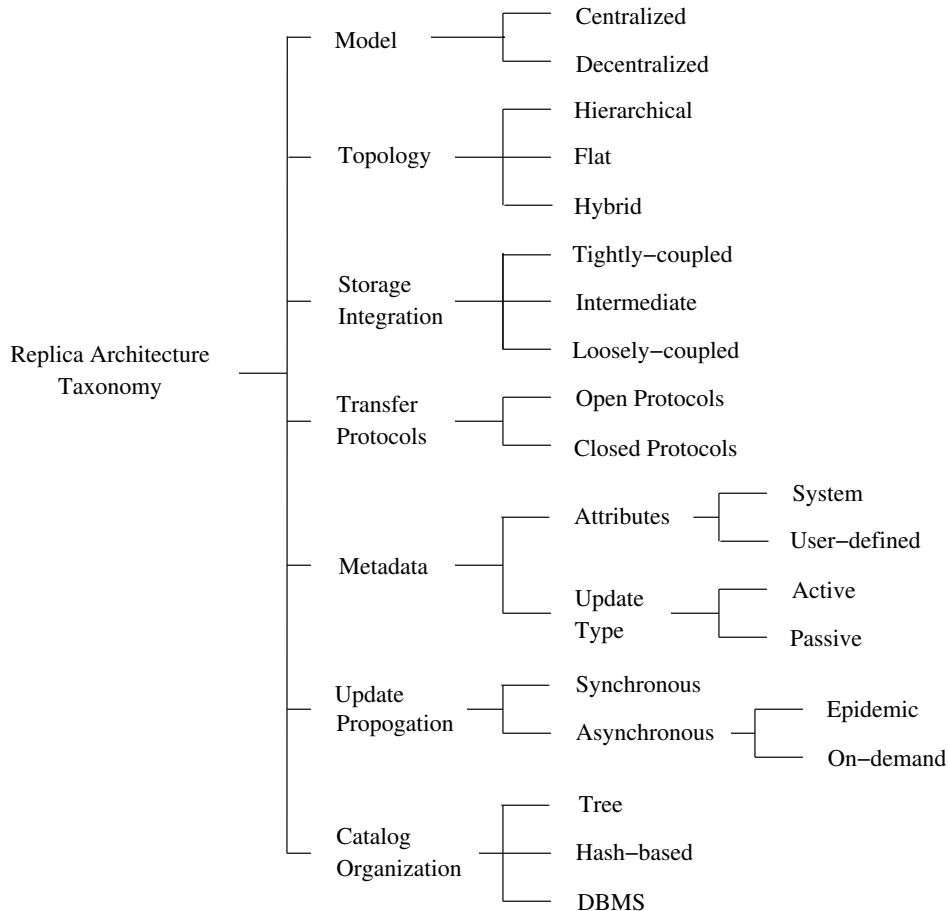 Replica Architecture
Taxonomy
Model
Centralized
Decentralized
Topology
Hierarchical
Flat
Hybrid
Storage
Integration
Tightly−coupled
Intermediate
Loosely−coupled
Transfer
Protocols
Open Protocols
Closed Protocols
Metadata
Attributes
System
User−defined
Update
Type
Active
Passive
Update
Propogation
Synchronous
Asynchronous
Epidemic
On−demand
Catalog
Organization
Tree
Hash−based
DBMS